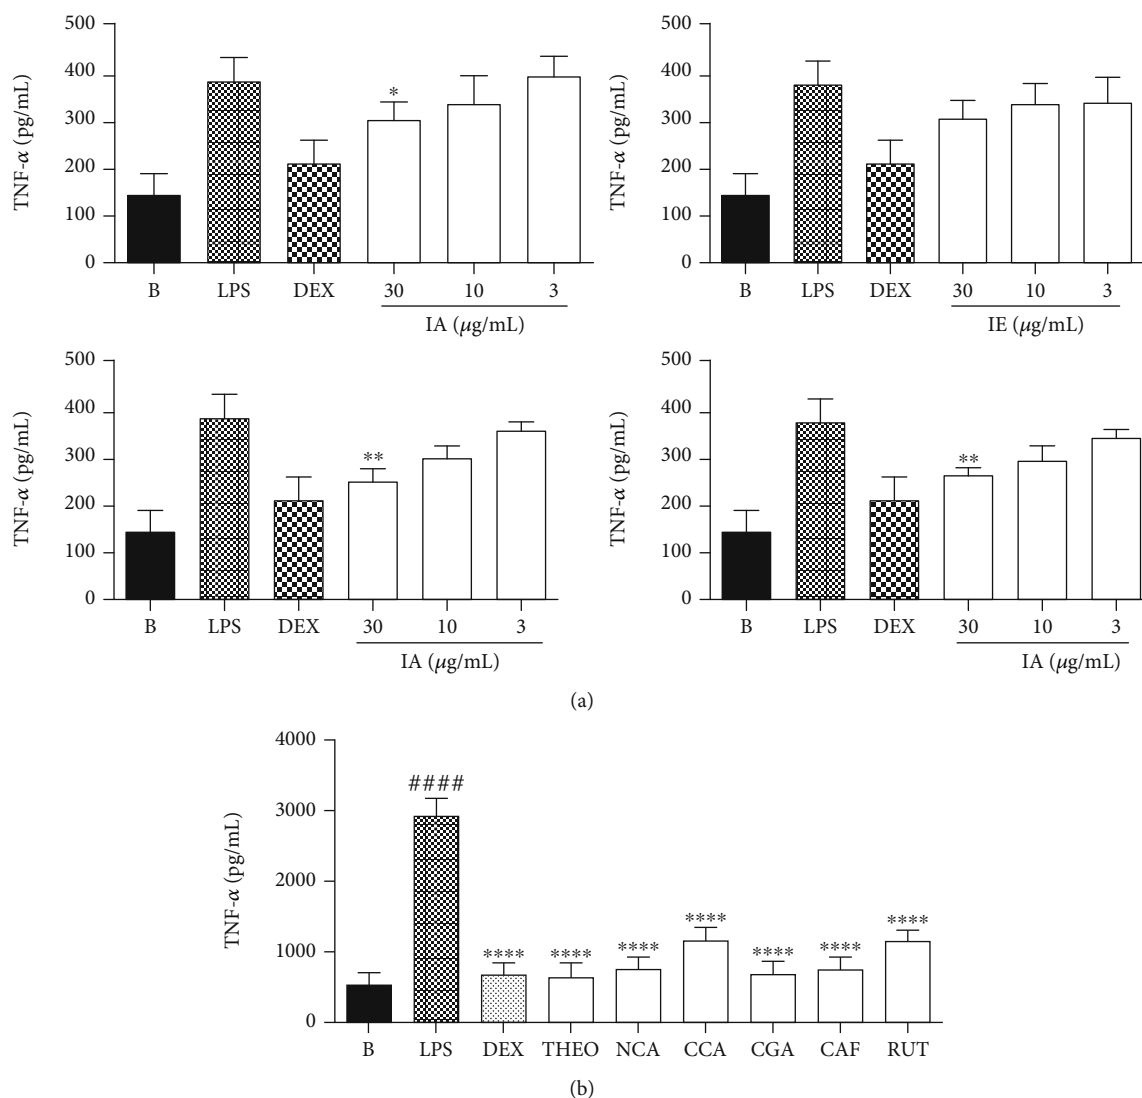 500
400
300
200
100
0
TNF-α (pg/mL)
*
B LPS DEX 30 10 3
IA (μg/mL)
500
400
300
200
100
0
TNF-α (pg/mL)
B LPS DEX 30 10 3
IE (μg/mL)
500
400
300
200
100
0
TNF-α (pg/mL)
**
B LPS DEX 30 10 3
IA (μg/mL)
500
400
300
200
100
0
TNF-α (pg/mL)
**
B LPS DEX 30 10 3
IA (μg/mL)
(a)
4000
3000
2000
1000
0
TNF-α (pg/mL)
####
**** **** **** **** **** **** ****
B LPS DEX THEO NCA CCA CGA CAF RUT
(b)